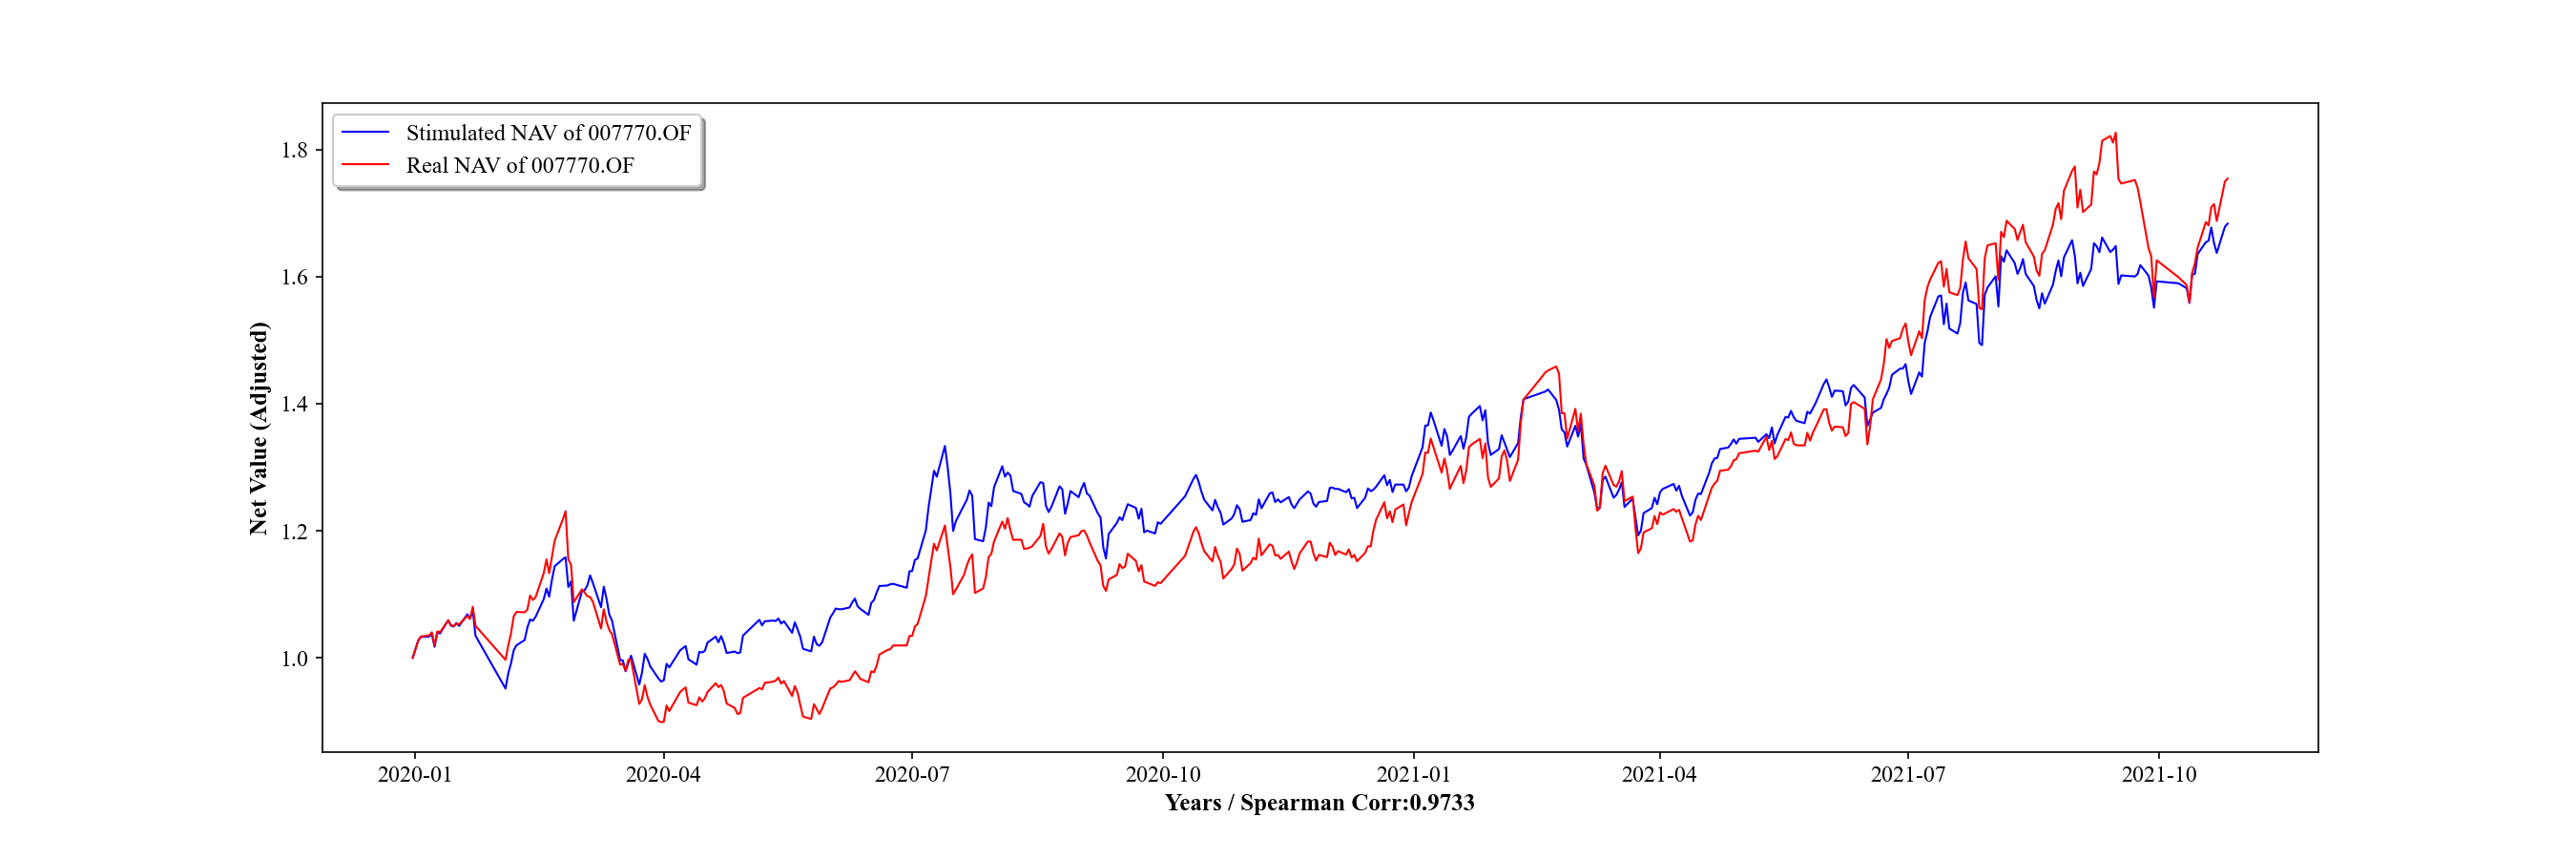 Stimulated NAV of 007770.OF
Real NAV of 007770.OF
Net Value (Adjusted)
1.8
1.6
1.4
1.2
1.0
2020-01 2020-04 2020-07 2020-10 2021-01 2021-04 2021-07 2021-10
Years / Spearman Corr:0.9733